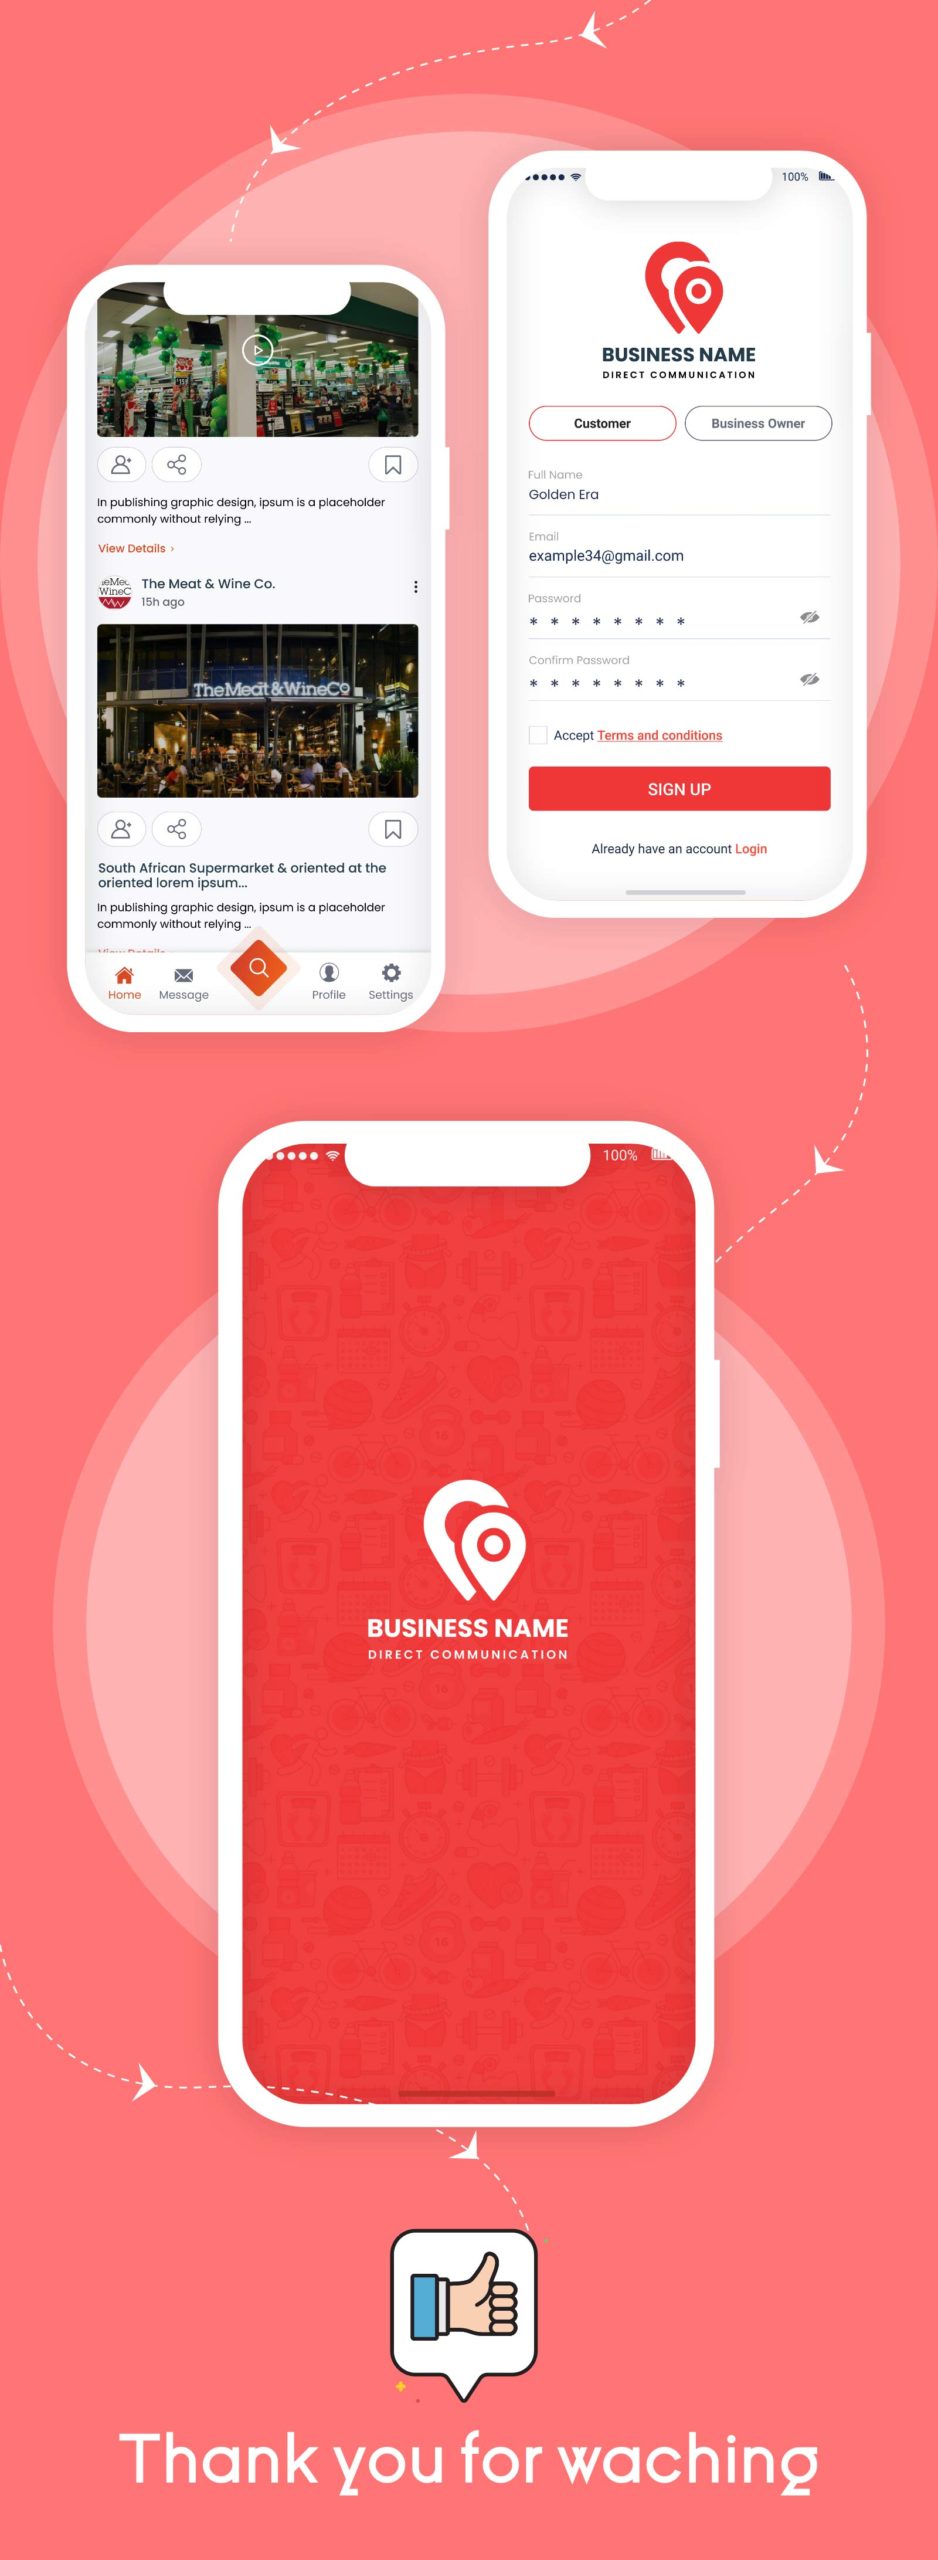 In publishing graphic design, ipsum is a placeholder
commonly without relying ...
View Details ›
The Meat & Wine Co.
15h ago
TheMeat&WineCo
South African Supermarket & oriented at the
oriented lorem ipsum...
In publishing graphic design, ipsum is a placeholder
commonly without relying ...
Home
Message
Profile
Settings
100%
BUSINESS NAME
DIRECT COMMUNICATION
Customer
Business Owner
Full Name
Golden Era
Email
example34@gmail.com
Password
* * * * * * * *
Confirm Password
* * * * * * * *
Accept Terms and conditions
SIGN UP
Already have an account Login
100%
16
BUSINESS NAME
DIRECT COMMUNICATION
16
16
Thank you for waching